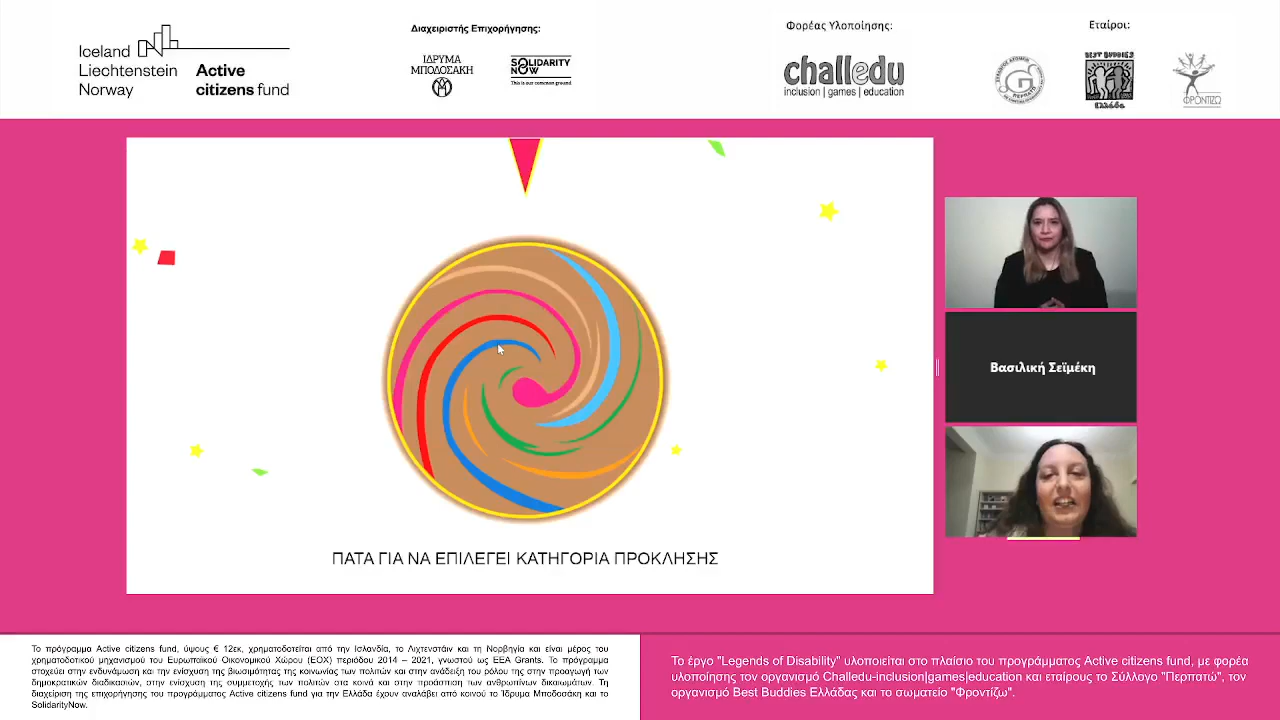 Iceland
Liechtenstein
Norway
Active
citizens fund
Διαχειριστής Επιχορήγησης:
ΙΔΡΥΜΑ
ΜΠΟΔΟΣΑΚΗ
SOLIDARITY
NOW
This is our common ground
Φορέας Υλοποίησης:
challedu
inclusion | games | education
Εταίροι:
ΠΕΡΠΑΤΩ
BEST BUDDIES
Ελλάδα
ΦΡΟΝΤΙΖΩ
ΠΑΤΑ ΓΙΑ ΝΑ ΕΠΙΛΕΓΕΙ ΚΑΤΗΓΟΡΙΑ ΠΡΟΚΛΗΣΗΣ
Βασιλική Σεϊμέκη
Το πρόγραμμα Active citizens fund, ύψους € 12εκ, χρηματοδοτείται από την Ισλανδία, το Λιχτενστάιν και τη Νορβηγία και είναι μέρος του
χρηματοδοτικού μηχανισμού του Ευρωπαϊκού Οικονομικού Χώρου (ΕΟΧ) περιόδου 2014 – 2021, γνωστού ως EEA Grants. Το πρόγραμμα
στοχεύει στην ενδυνάμωση και την ενίσχυση της βιωσιμότητας της κοινωνίας των πολιτών και στην ανάδειξη του ρόλου της στην προαγωγή των
δημοκρατικών διαδικασιών, στην ενίσχυση της συμμετοχής των πολιτών στα κοινά και στην προάσπιση των ανθρωπίνων δικαιωμάτων. Τη
διαχείριση της επιχορήγησης του προγράμματος Active citizens fund για την Ελλάδα έχουν αναλάβει από κοινού το Ίδρυμα Μποδοσάκη και το
SolidarityNow.
Το έργο "Legends of Disability" υλοποιείται στο πλαίσιο του προγράμματος Active citizens fund, με φορέα
υλοποίησης τον οργανισμό Challedu-inclusion|games|education και εταίρους το Σύλλογο "Περπατώ", τον
οργανισμό Best Buddies Ελλάδας και το σωματείο "Φροντίζω".